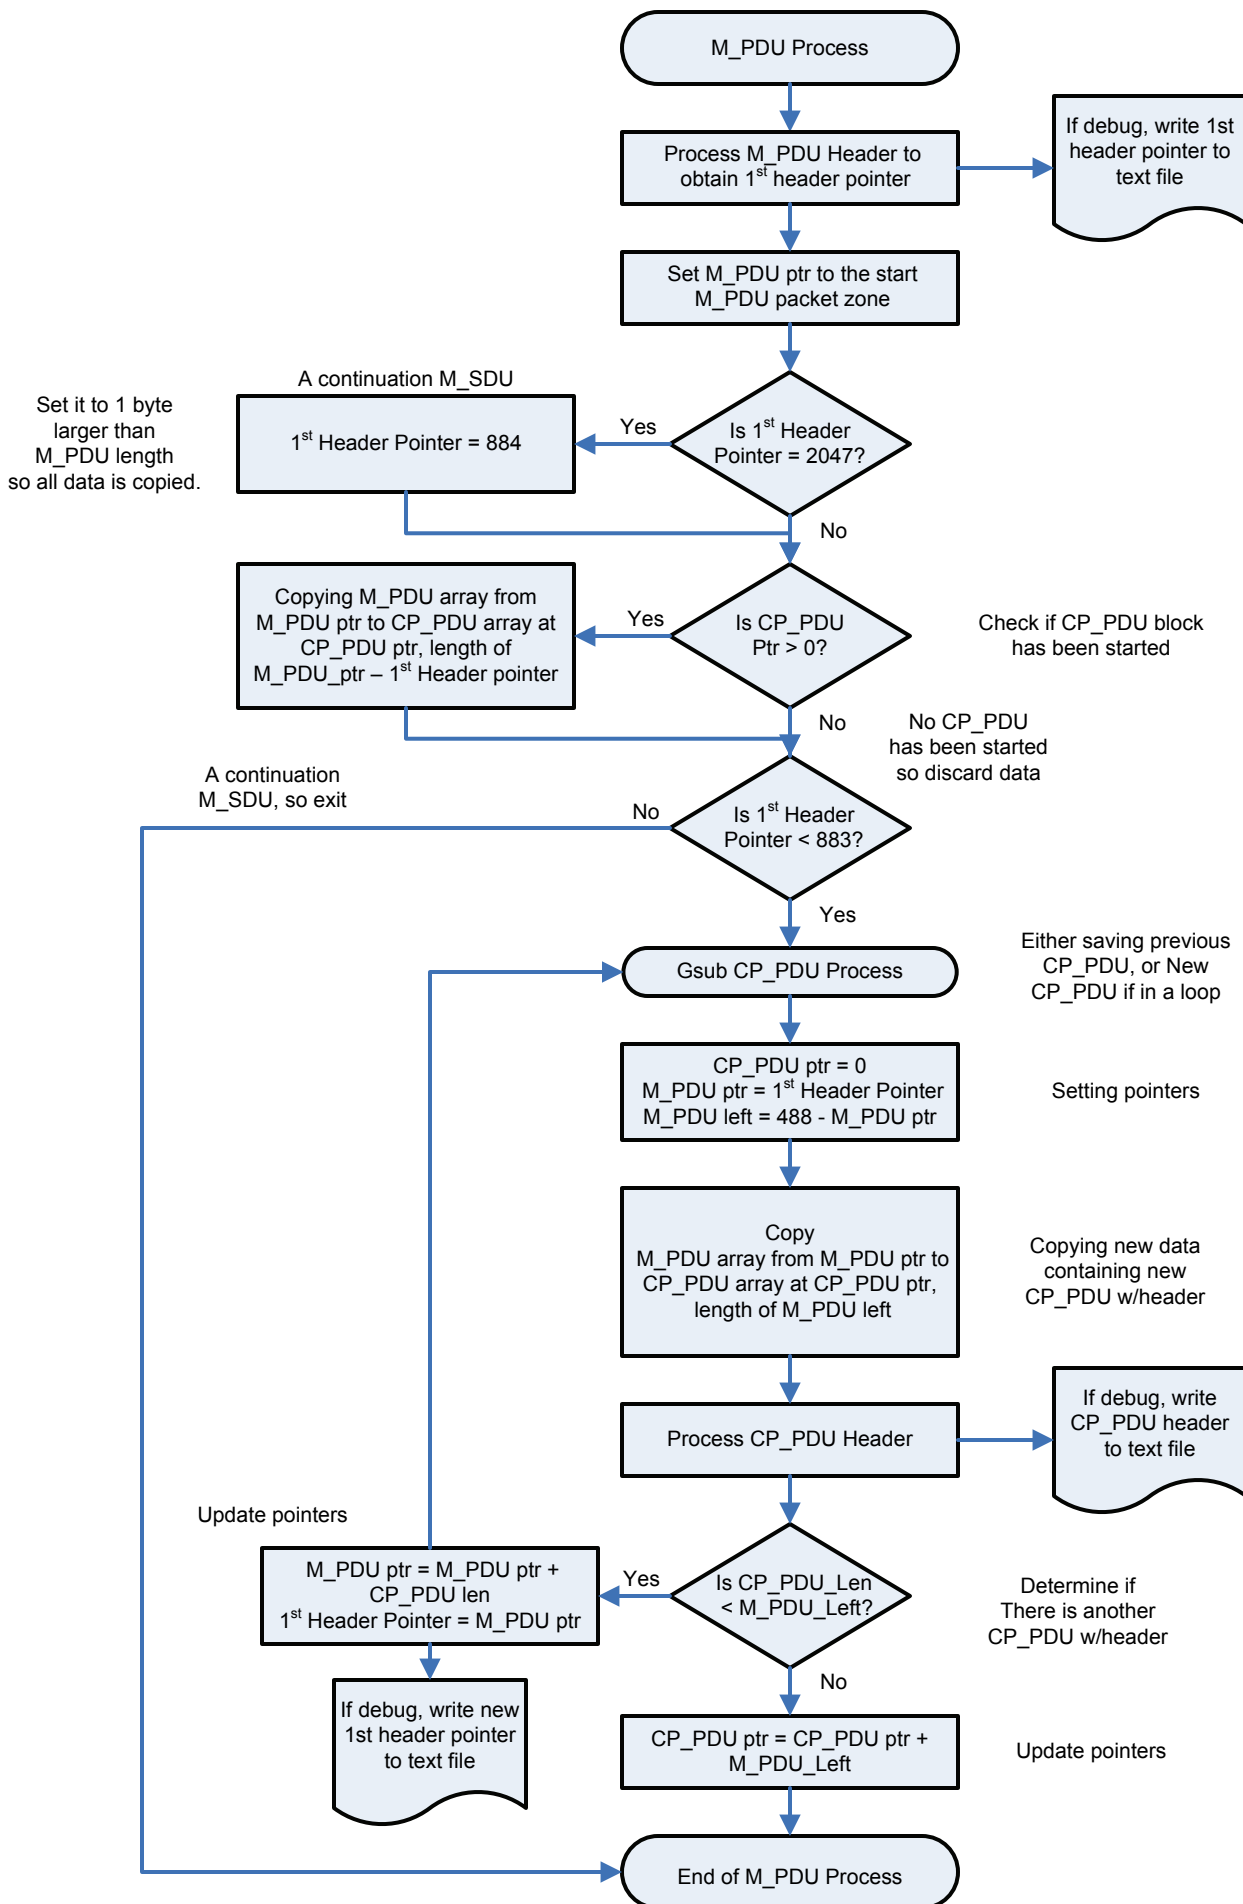 M_PDU Process
Process M_PDU Header to
obtain 1st header pointer
If debug, write 1st
header pointer to
text file
Set M_PDU ptr to the start
M_PDU packet zone
A continuation M_SDU
Set it to 1 byte
larger than
M_PDU length
so all data is copied.
1st Header Pointer = 884
Yes
Is 1st Header
Pointer = 2047?
No
Copying M_PDU array from
M_PDU ptr to CP_PDU array at
CP_PDU ptr, length of
M_PDU_ptr – 1st Header pointer
Yes
Is CP_PDU
Ptr > 0?
Check if CP_PDU block
has been started
No
No CP_PDU
has been started
so discard data
A continuation
M_SDU, so exit
No
Is 1st Header
Pointer < 883?
Yes
Gsub CP_PDU Process
Either saving previous
CP_PDU, or New
CP_PDU if in a loop
CP_PDU ptr = 0
M_PDU ptr = 1st Header Pointer
M_PDU left = 488 - M_PDU ptr
Setting pointers
Copy
M_PDU array from M_PDU ptr to
CP_PDU array at CP_PDU ptr,
length of M_PDU left
Copying new data
containing new
CP_PDU w/header
Process CP_PDU Header
If debug, write
CP_PDU header
to text file
Update pointers
M_PDU ptr = M_PDU ptr +
CP_PDU len
1st Header Pointer = M_PDU ptr
Yes
Is CP_PDU_Len
< M_PDU_Left?
Determine if
There is another
CP_PDU w/header
No
If debug, write new
1st header pointer
to text file
CP_PDU ptr = CP_PDU ptr +
M_PDU_Left
Update pointers
End of M_PDU Process